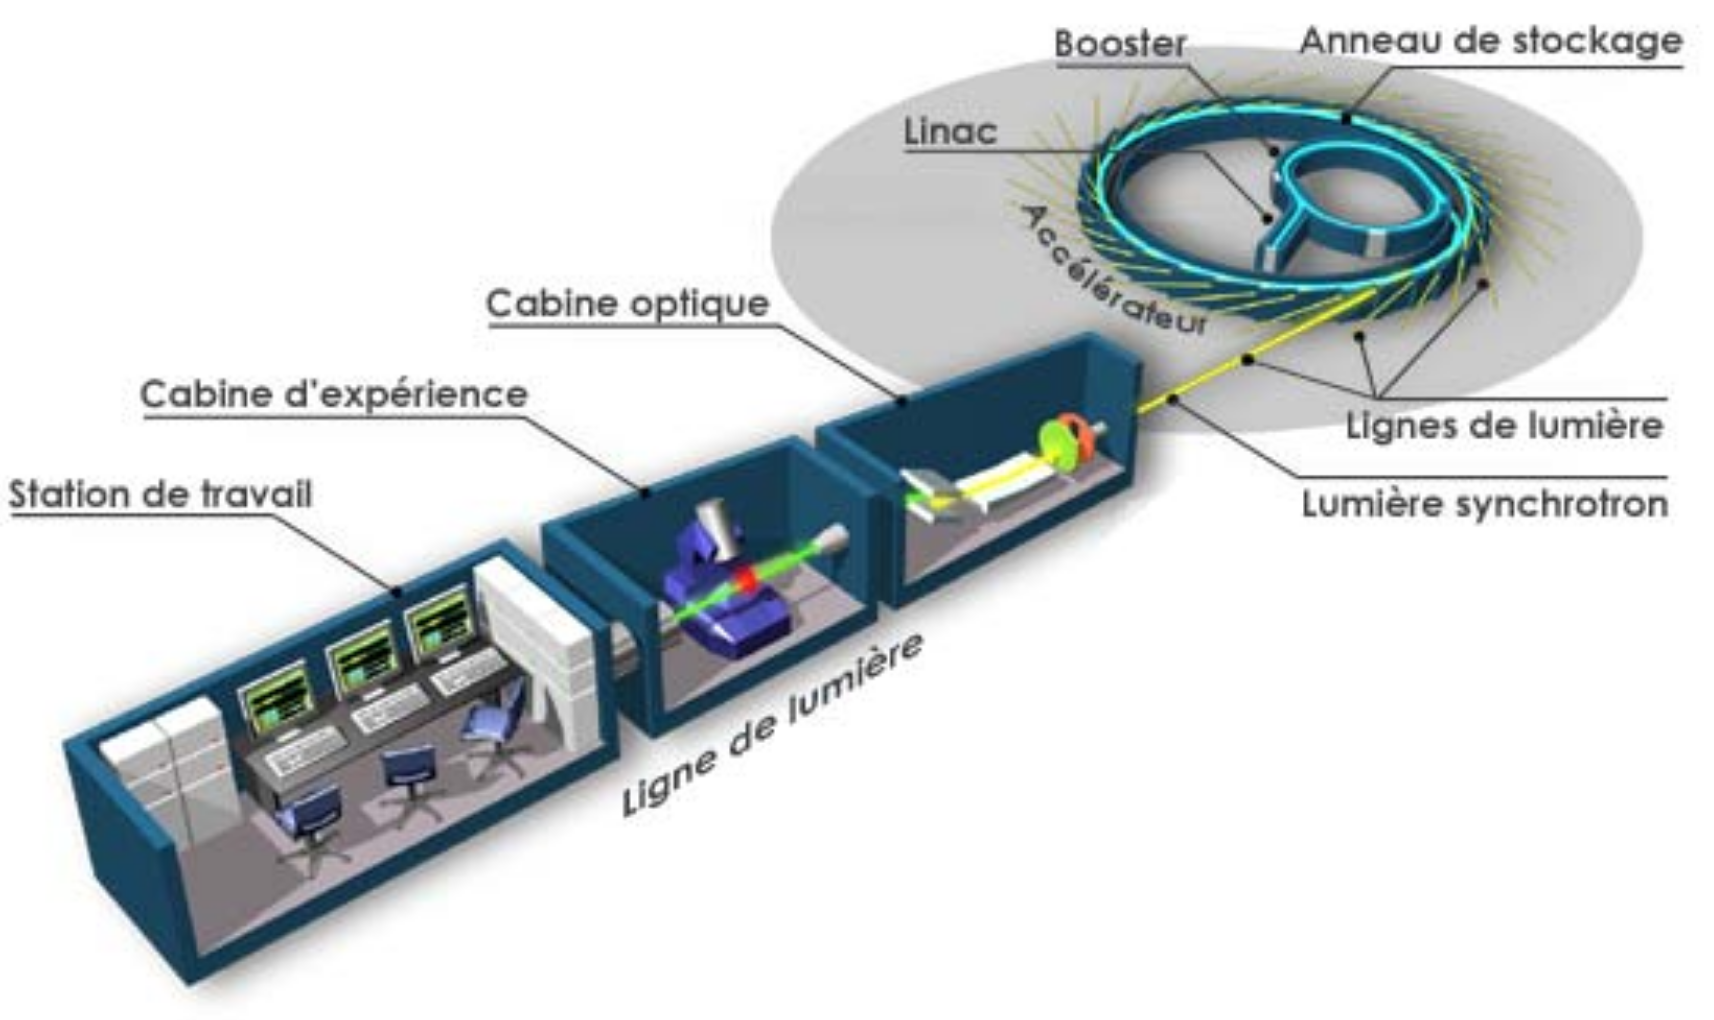 Booster
Anneau de stockage
Linac
Accélérateur
Cabine optique
Cabine d'expérience
Lignes de lumière
Station de travail
Lumière synchrotron
Ligne de lumière